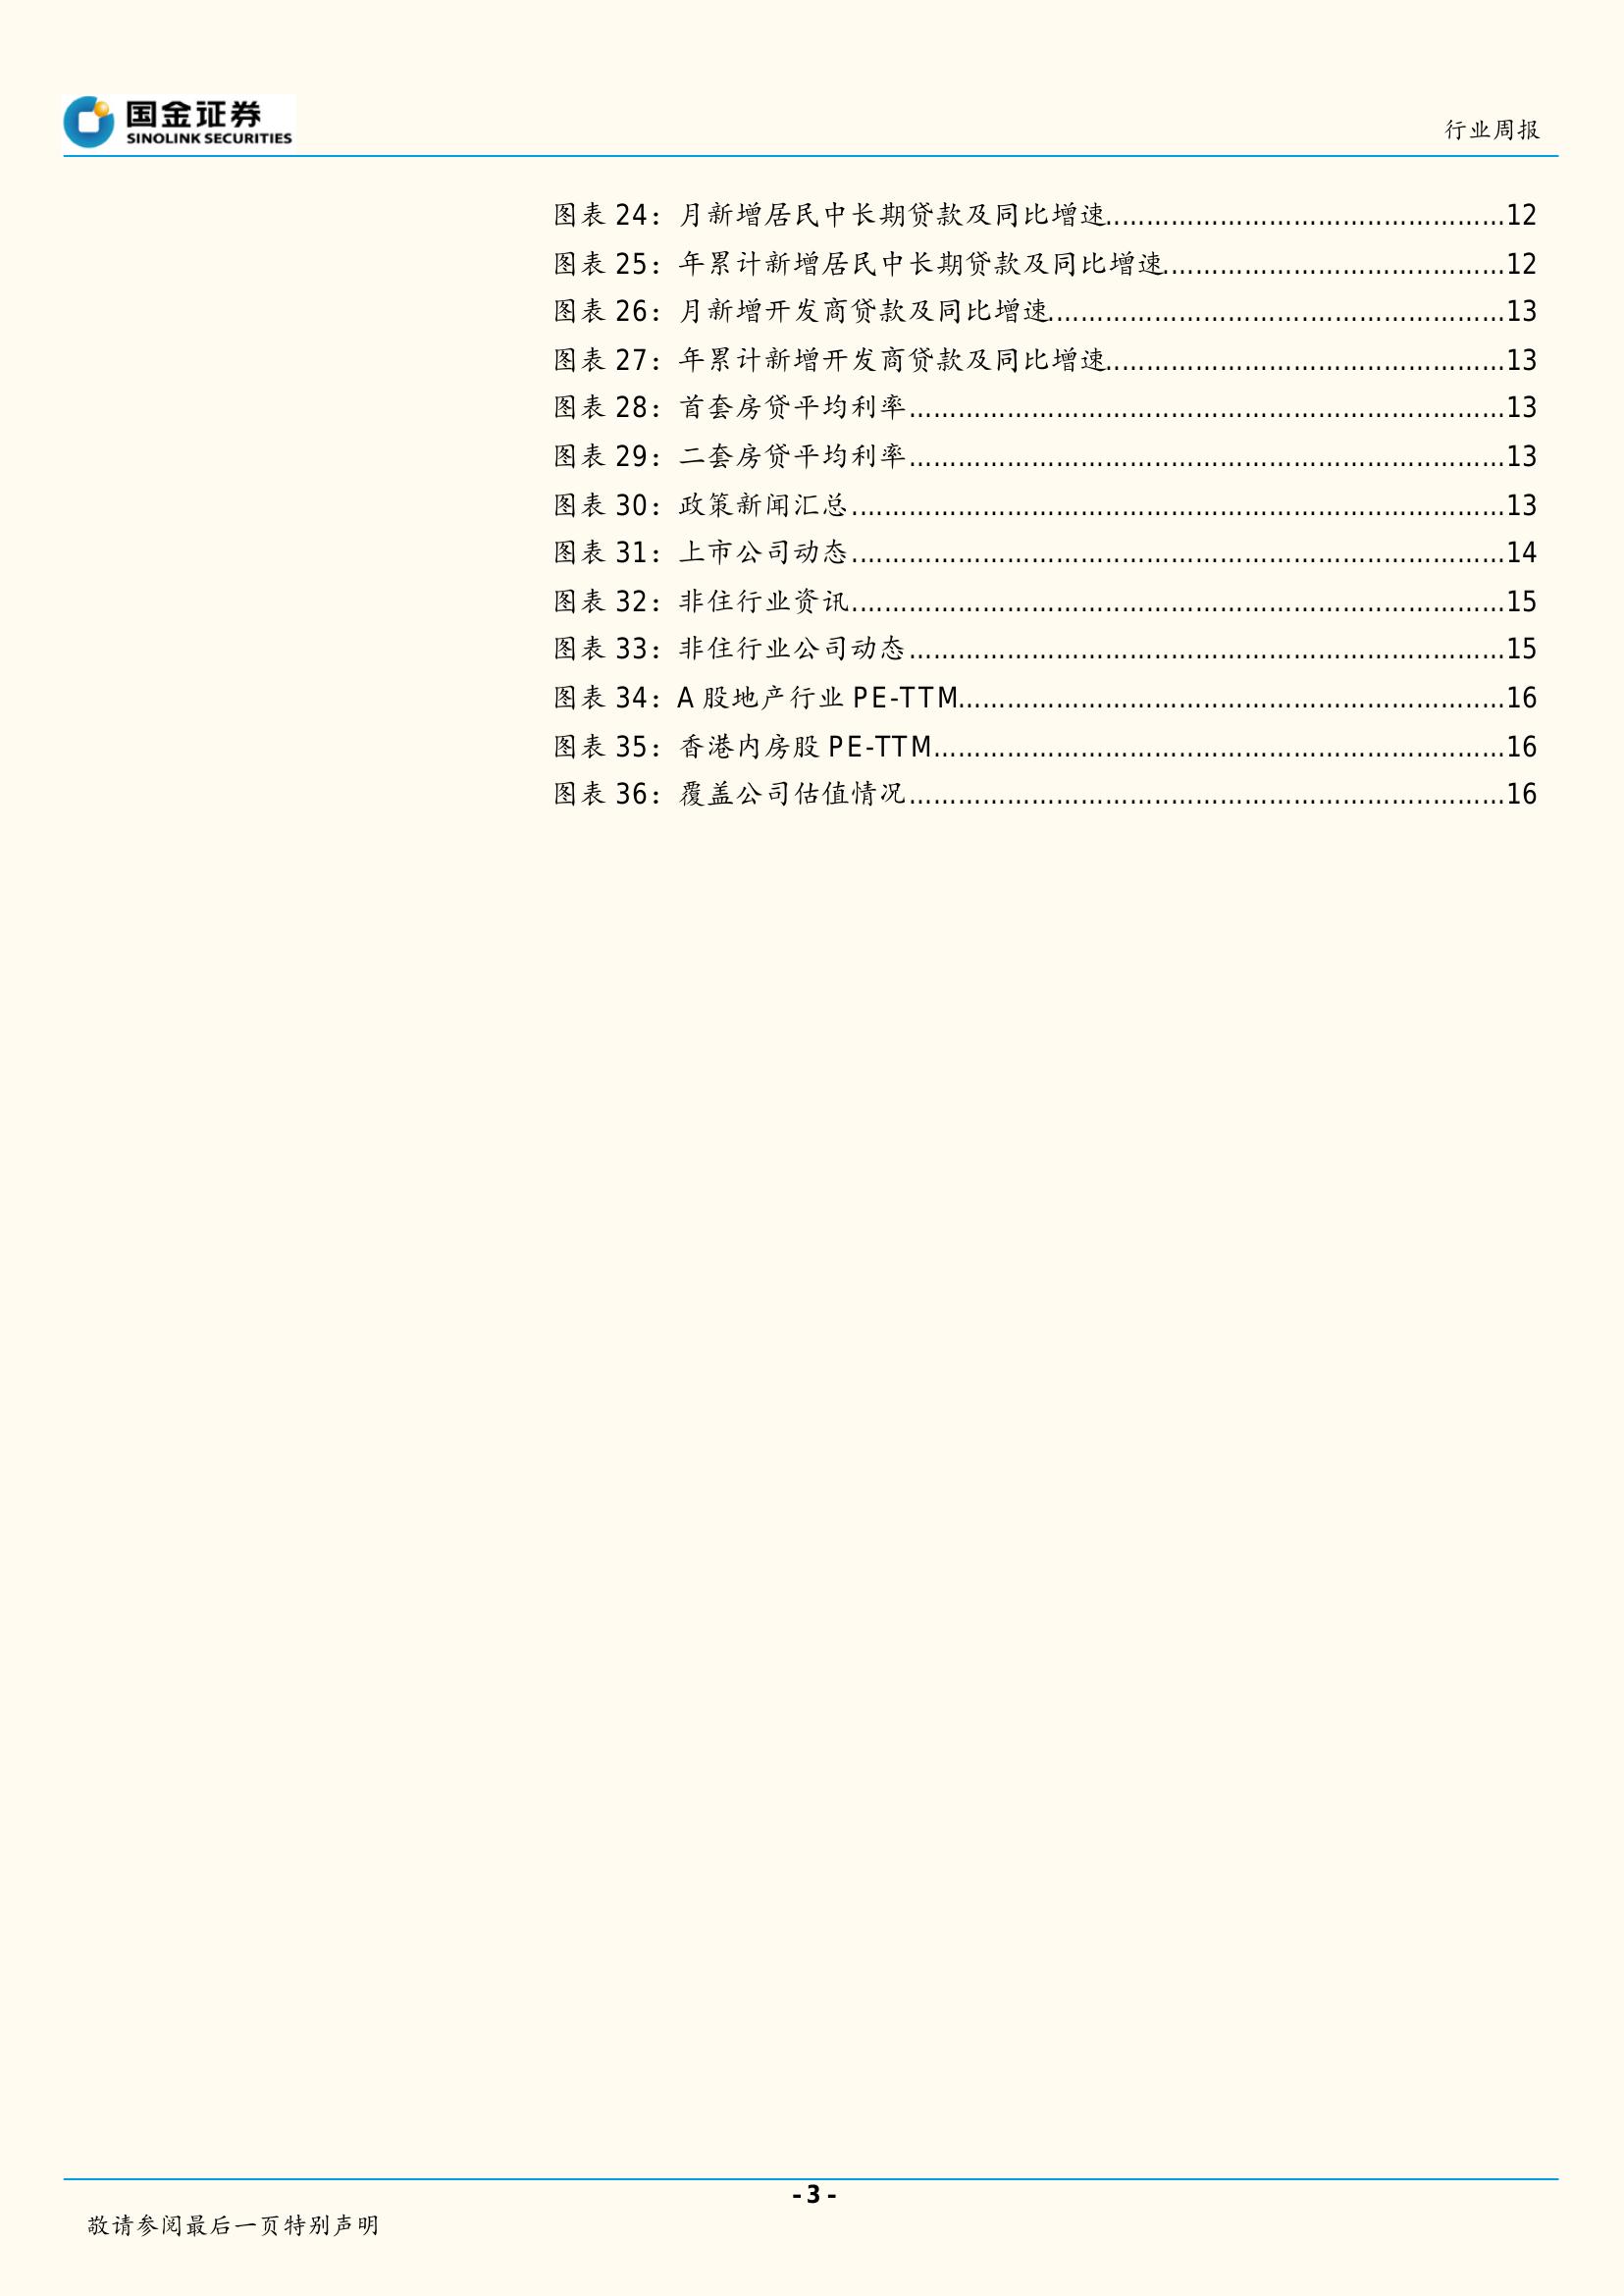 国金证券
SINOLINK SECURITIES
行业周报
图表 24：月新增居民中长期贷款及同比增速................................................12
图表 25：年累计新增居民中长期贷款及同比增速.........................................12
图表 26：月新增开发商贷款及同比增速.......................................................13
图表 27：年累计新增开发商贷款及同比增速................................................13
图表 28：首套房贷平均利率........................................................................13
图表 29：二套房贷平均利率........................................................................13
图表 30：政策新闻汇总...............................................................................13
图表 31：上市公司动态...............................................................................14
图表 32：非住行业资讯...............................................................................15
图表 33：非住行业公司动态........................................................................15
图表 34：A 股地产行业 PE-TTM..................................................................16
图表 35：香港内房股 PE-TTM.....................................................................16
图表 36：覆盖公司估值情况........................................................................16
- 3 -
敬请参阅最后一页特别声明